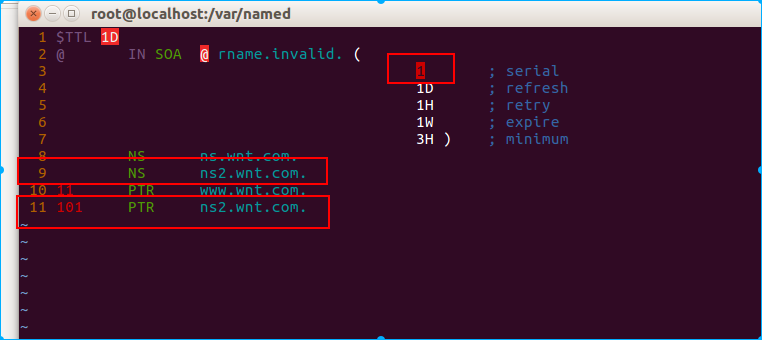 root@localhost:/var/named
1 $TTL 1D
2 @ IN SOA @ rname.invalid. (
3 1 ; serial
4 1D ; refresh
5 1H ; retry
6 1W ; expire
7 3H ) ; minimum
8 NS ns.wnt.com.
9 NS ns2.wnt.com.
10 11 PTR www.wnt.com.
11 101 PTR ns2.wnt.com.
~
~
~
~
~
~
~